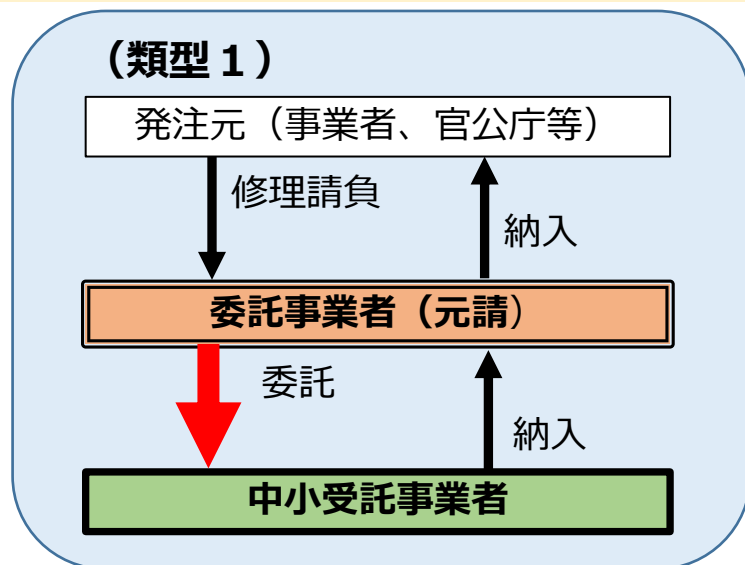 （類型１）
発注元（事業者、官公庁等）
修理請負
納入
委託事業者（元請）
委託
納入
中小受託事業者